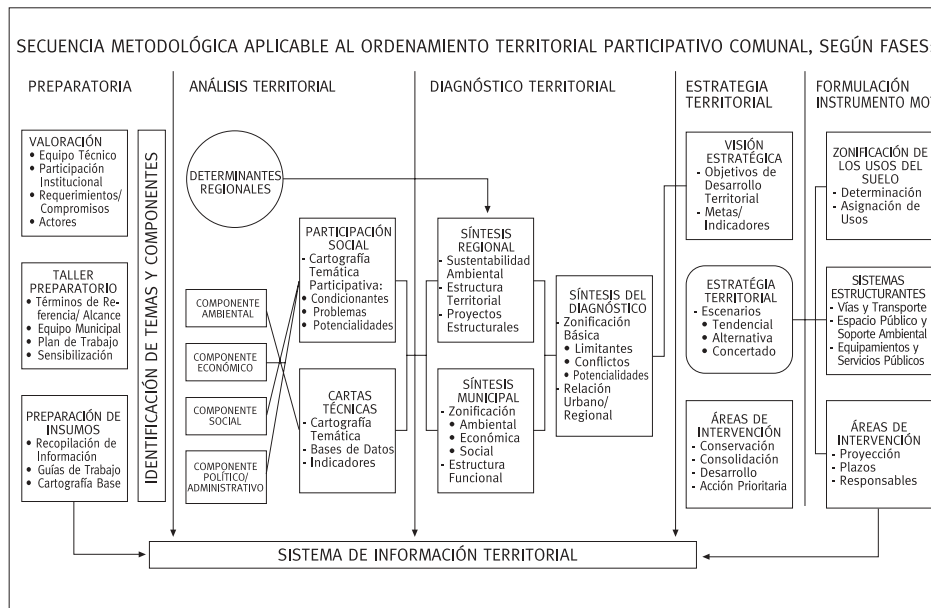 SECUENCIA METODOLÓGICA APLICABLE AL ORDENAMIENTO TERRITORIAL PARTICIPATIVO COMUNAL, SEGÚN FASES:
PREPARATORIA
VALORACIÓN
• Equipo Técnico
• Participación
Institucional
• Requerimientos/
Compromisos
• Actores
TALLER
PREPARATORIO
• Términos de Re-
ferencia/ Alcance
• Equipo Municipal
• Plan de Trabajo
• Sensibilización
PREPARACIÓN DE
INSUMOS
• Recopilación de
Información
• Guías de Trabajo
• Cartografía Base
IDENTIFICACIÓN DE TEMAS Y COMPONENTES
ANÁLISIS TERRITORIAL
DETERMINANTES
REGIONALES
COMPONENTE
AMBIENTAL
COMPONENTE
ECONÓMICO
COMPONENTE
SOCIAL
COMPONENTE
POLÍTICO/
ADMINISTRATIVO
PARTICIPACIÓN
SOCIAL
- Cartografía
Temática
Participativa:
• Condicionantes
• Problemas
• Potencialidades
CARTAS
TÉCNICAS
- Cartografía
Temática
- Bases de Datos
- Indicadores
DIAGNÓSTICO TERRITORIAL
SÍNTESIS
REGIONAL
- Sustentabilidad
Ambiental
- Estructura
Territorial
- Proyectos
Estructurales
SÍNTESIS
MUNICIPAL
- Zonificación
• Ambiental
• Económica
• Social
- Estructura
Funcional
SÍNTESIS DEL
DIAGNÓSTICO
- Zonificación
Básica
• Limitantes
• Conflictos
• Potencialidades
- Relación
Urbano/
Regional
ESTRATEGIA
TERRITORIAL
VISIÓN
ESTRATÉGICA
- Objetivos de
Desarrollo
Territorial
- Metas/
Indicadores
ESTRATÉGIA
TERRITORIAL
- Escenarios
• Tendencial
• Alternativa
• Concertado
ÁREAS DE
INTERVENCIÓN
- Conservación
- Consolidación
- Desarrollo
- Acción Prioritaria
FORMULACIÓN
INSTRUMENTO MOT
ZONIFICACIÓN DE
LOS USOS DEL
SUELO
- Determinación
- Asignación de
Usos
SISTEMAS
ESTRUCTURANTES
- Vías y Transporte
- Espacio Público y
Soporte Ambiental
- Equipamientos y
Servicios Públicos
ÁREAS DE
INTERVENCIÓN
- Proyección
- Plazos
- Responsables
SISTEMA DE INFORMACIÓN TERRITORIAL